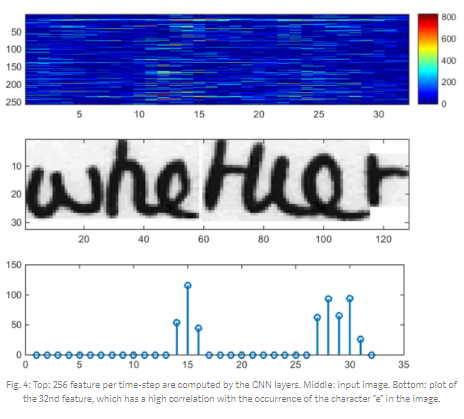 800
50
600
100
150
400
200
200
250
0
5 10 15 20 25 30
whether
10
20
30
20 40 60 80 100 120
150
100
50
0
0 5 10 15 20 25 30 35
Fig. 4: Top: 256 feature per time-step are computed by the CNN layers. Middle: input image. Bottom: plot of
the 32nd feature, which has a high correlation with the occurrence of the character “e” in the image.